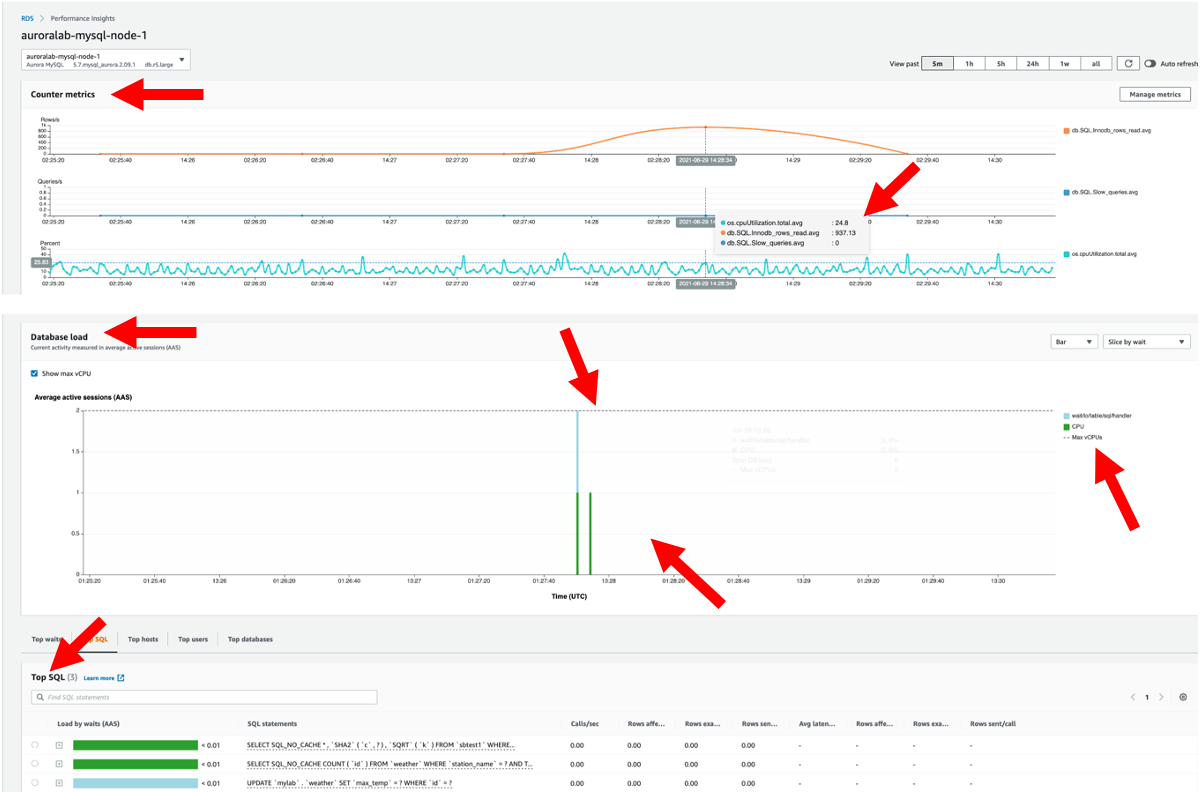 RDS > Performance Insights
auroralab-mysql-node-1
auroralab-mysql-node-1
Aurora MySQL 5.7.mysql_aurora.2.09.1 db.r5.large
View past 5m 1h 5h 24h 1w all Auto refresh
Counter metrics
Manage metrics
Rows/s
1k
800
600
400
200
0
db.SQL.Innodb_rows_read.avg
02:25:20 02:25:40 14:26 02:26:20 02:26:40 14:27 02:27:20 02:27:40 14:28 02:28:20 2021-06-29 14:28:34 14:29 02:29:20 02:29:40 14:30
Queries/s
1
0.8
0.6
0.4
0.2
0
db.SQL.Slow_queries.avg
02:25:20 02:25:40 14:26 02:26:20 02:26:40 14:27 02:27:20 02:27:40 14:28 02:28:20 2021-06-29 14 02:29:40 14:30
os.cpuUtilization.total.avg : 24.8
db.SQL.Innodb_rows_read.avg : 937.13
db.SQL.Slow_queries.avg : 0
Percent
50
40
25.83
10
0
os.cpuUtilization.total.avg
02:25:20 02:25:40 14:26 02:26:20 02:26:40 14:27 02:27:20 02:27:40 14:28 02:28:20 2021-06-29 14:28:34 14:29 02:29:20 02:29:40 14:30
Database load
Current activity measured in average active sessions (AAS)
Bar Slice by wait
Show max vCPU
Average active sessions (AAS)
2
1.5
1
0.5
0
wait/io/table/sql/handler
CPU
Max vCPUs
wait/io/table/sql/handler
CPU
Max vCPUs
01:25:20 01:25:40 13:26 01:26:20 01:26:40 13:27 01:27:20 01:27:40 13:28 01:28:20 01:28:40 13:29 01:29:20 01:29:40 13:30
Time (UTC)
Top waits SQL Top hosts Top users Top databases
Top SQL (3) Learn more
Find SQL statements
1
Load by waits (AAS) SQL statements Calls/sec Rows affe... Rows exa... Rows sen... Avg laten... Rows affe... Rows exa... Rows sent/call
< 0.01 SELECT SQL_NO_CACHE * , `SHA2` ( `c` , ? ) , `SQRT` ( `k` ) FROM `sbtest1` WHERE... 0.00 0.00 0.00 0.00 - - - -
< 0.01 SELECT SQL_NO_CACHE COUNT ( `id` ) FROM `weather` WHERE `station_name` = ? AND T... 0.00 0.00 0.00 0.00 - - - -
< 0.01 UPDATE `mylab` . `weather` SET `max_temp` = ? WHERE `id` = ? 0.00 0.00 0.00 0.00 - - - -